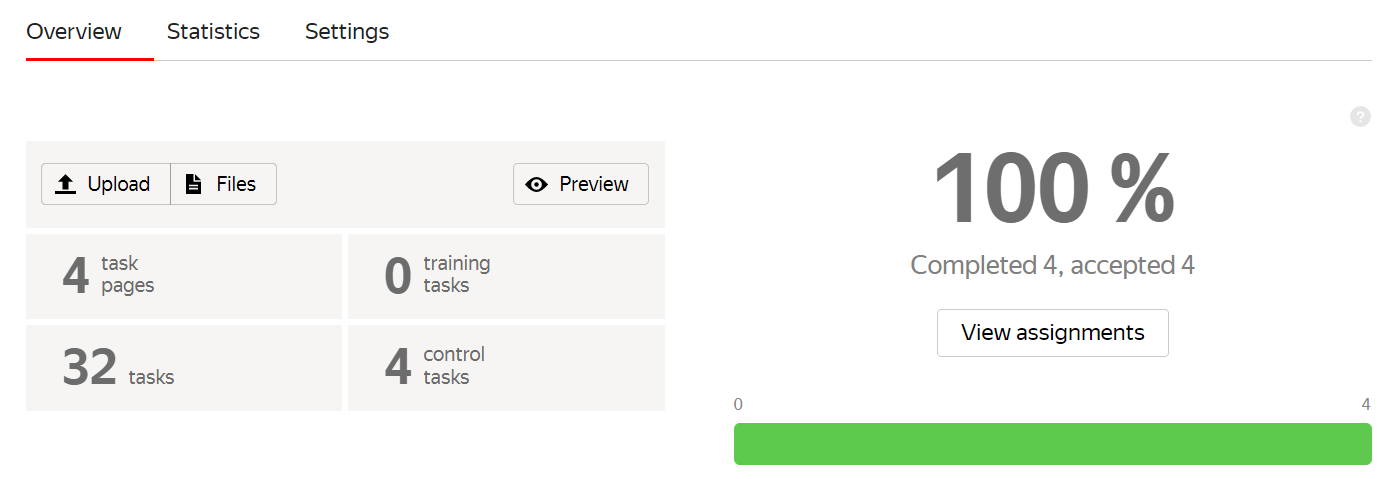 Overview Statistics Settings
?
Upload Files Preview
4 task pages
0 training tasks
32 tasks
4 control tasks
100 %
Completed 4, accepted 4
View assignments
0 4